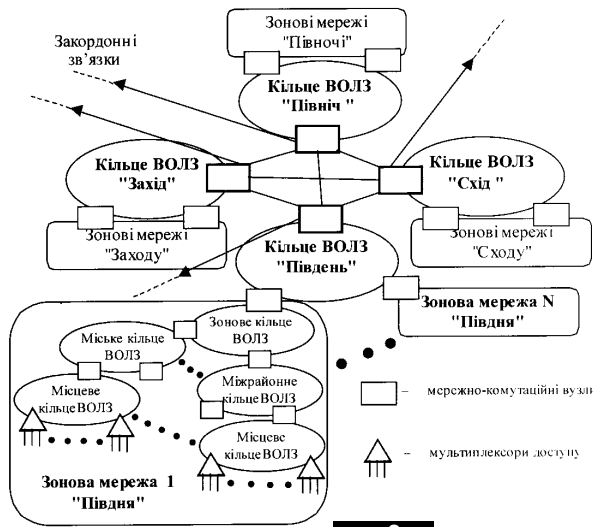 Зонові мережі
"Півночі"
Закордонні
зв'язки
Кільце ВОЛЗ
"Північ "
Кільце ВОЛЗ
"Захід"
Кільце ВОЛЗ
"Схід "
Зонові мережі
"Заходу"
Кільце ВОЛЗ
"Південь"
Зонові мережі
"Сходу"
Зонова мережа N
"Півдня"
Зонове кільце
ВОЛЗ
Міське кільце
ВОЛЗ
Місцеве
кільце ВОЛЗ
Міжрайонне
кільце ВОЛЗ
Місцеве
кільце ВОЛЗ
Зонова мережа 1
"Півдня"
– мережно-комутаційні вузли
– мультиплексори доступу